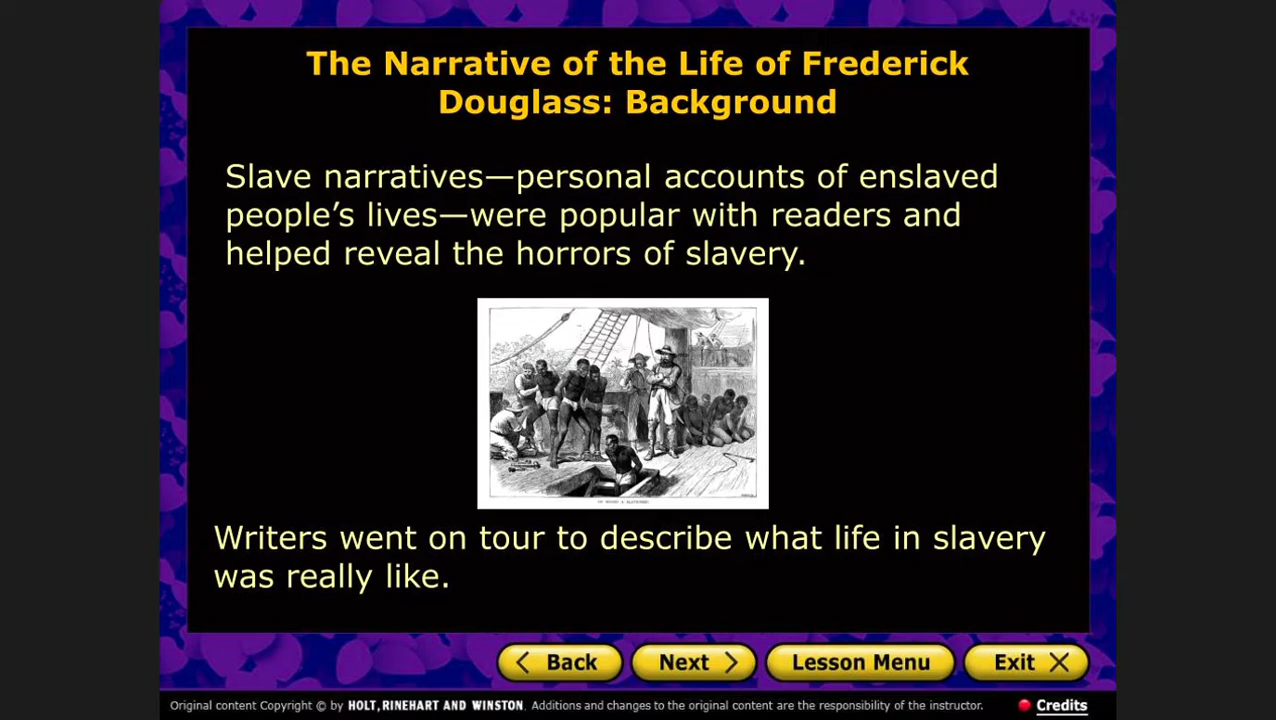 The Narrative of the Life of Frederick
Douglass: Background
Slave narratives—personal accounts of enslaved
people’s lives—were popular with readers and
helped reveal the horrors of slavery.
Writers went on tour to describe what life in slavery
was really like.
Back
Next
Lesson Menu
Exit
Original content Copyright © by HOLT, RINEHART AND WINSTON. Additions and changes to the original content are the responsibility of the instructor.
Credits